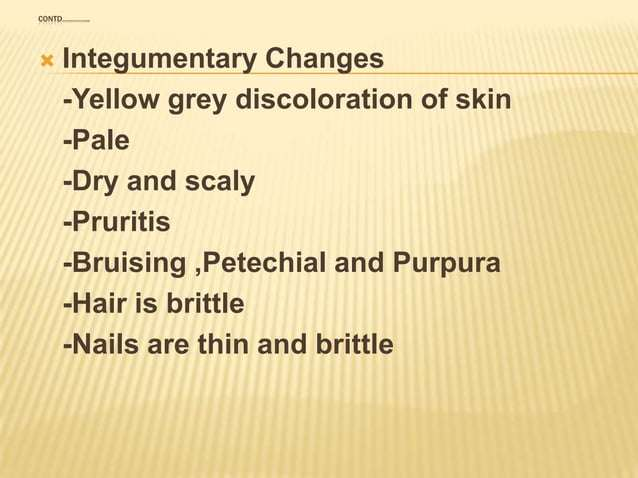 CONTD.....................
Integumentary Changes
-Yellow grey discoloration of skin
-Pale
-Dry and scaly
-Pruritis
-Bruising ,Petechial and Purpura
-Hair is brittle
-Nails are thin and brittle